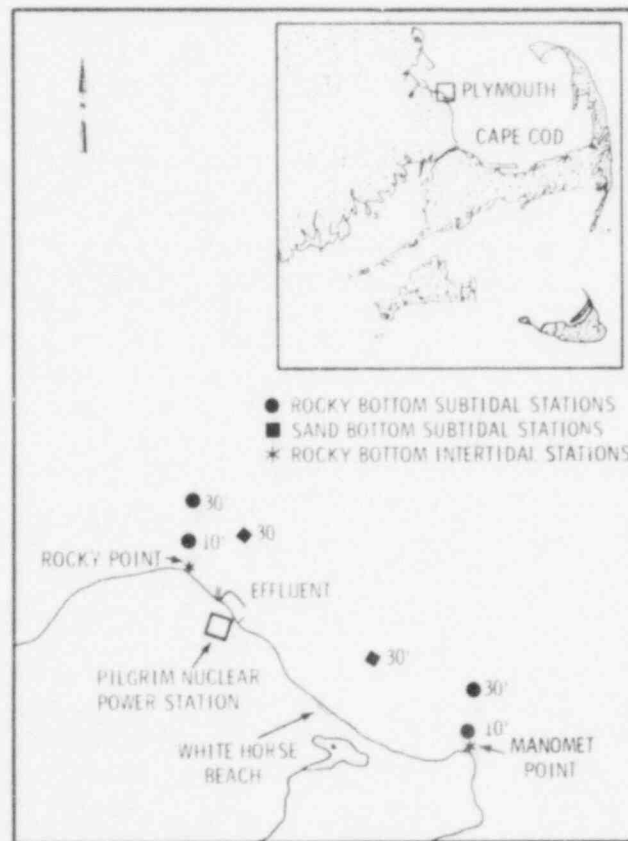 PLYMOUTH
CAPE COD
ROCKY BOTTOM SUBTIDAL STATIONS
SAND BOTTOM SUBTIDAL STATIONS
ROCKY BOTTOM INTERTIDAL STATIONS
30'
10'
30
ROCKY POINT
EFFLUENT
PILGRIM NUCLEAR
POWER STATION
30'
30'
10'
WHITE HORSE
BEACH
MANOMET
POINT